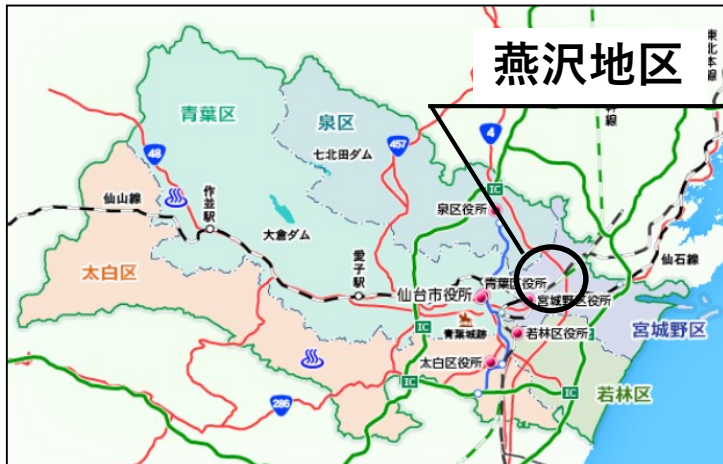 燕沢地区
東北本線
幹線
青葉区
泉区
七北田ダム
457
4
48
仙山線
作並駅
IC
泉区役所
大倉ダム
太白区
愛子駅
仙石線
青葉区役所
仙台市役所
宮城野区役所
IC
青葉城跡
若林区役所
IC
宮城野区
太白区役所
IC
IC
若林区
286